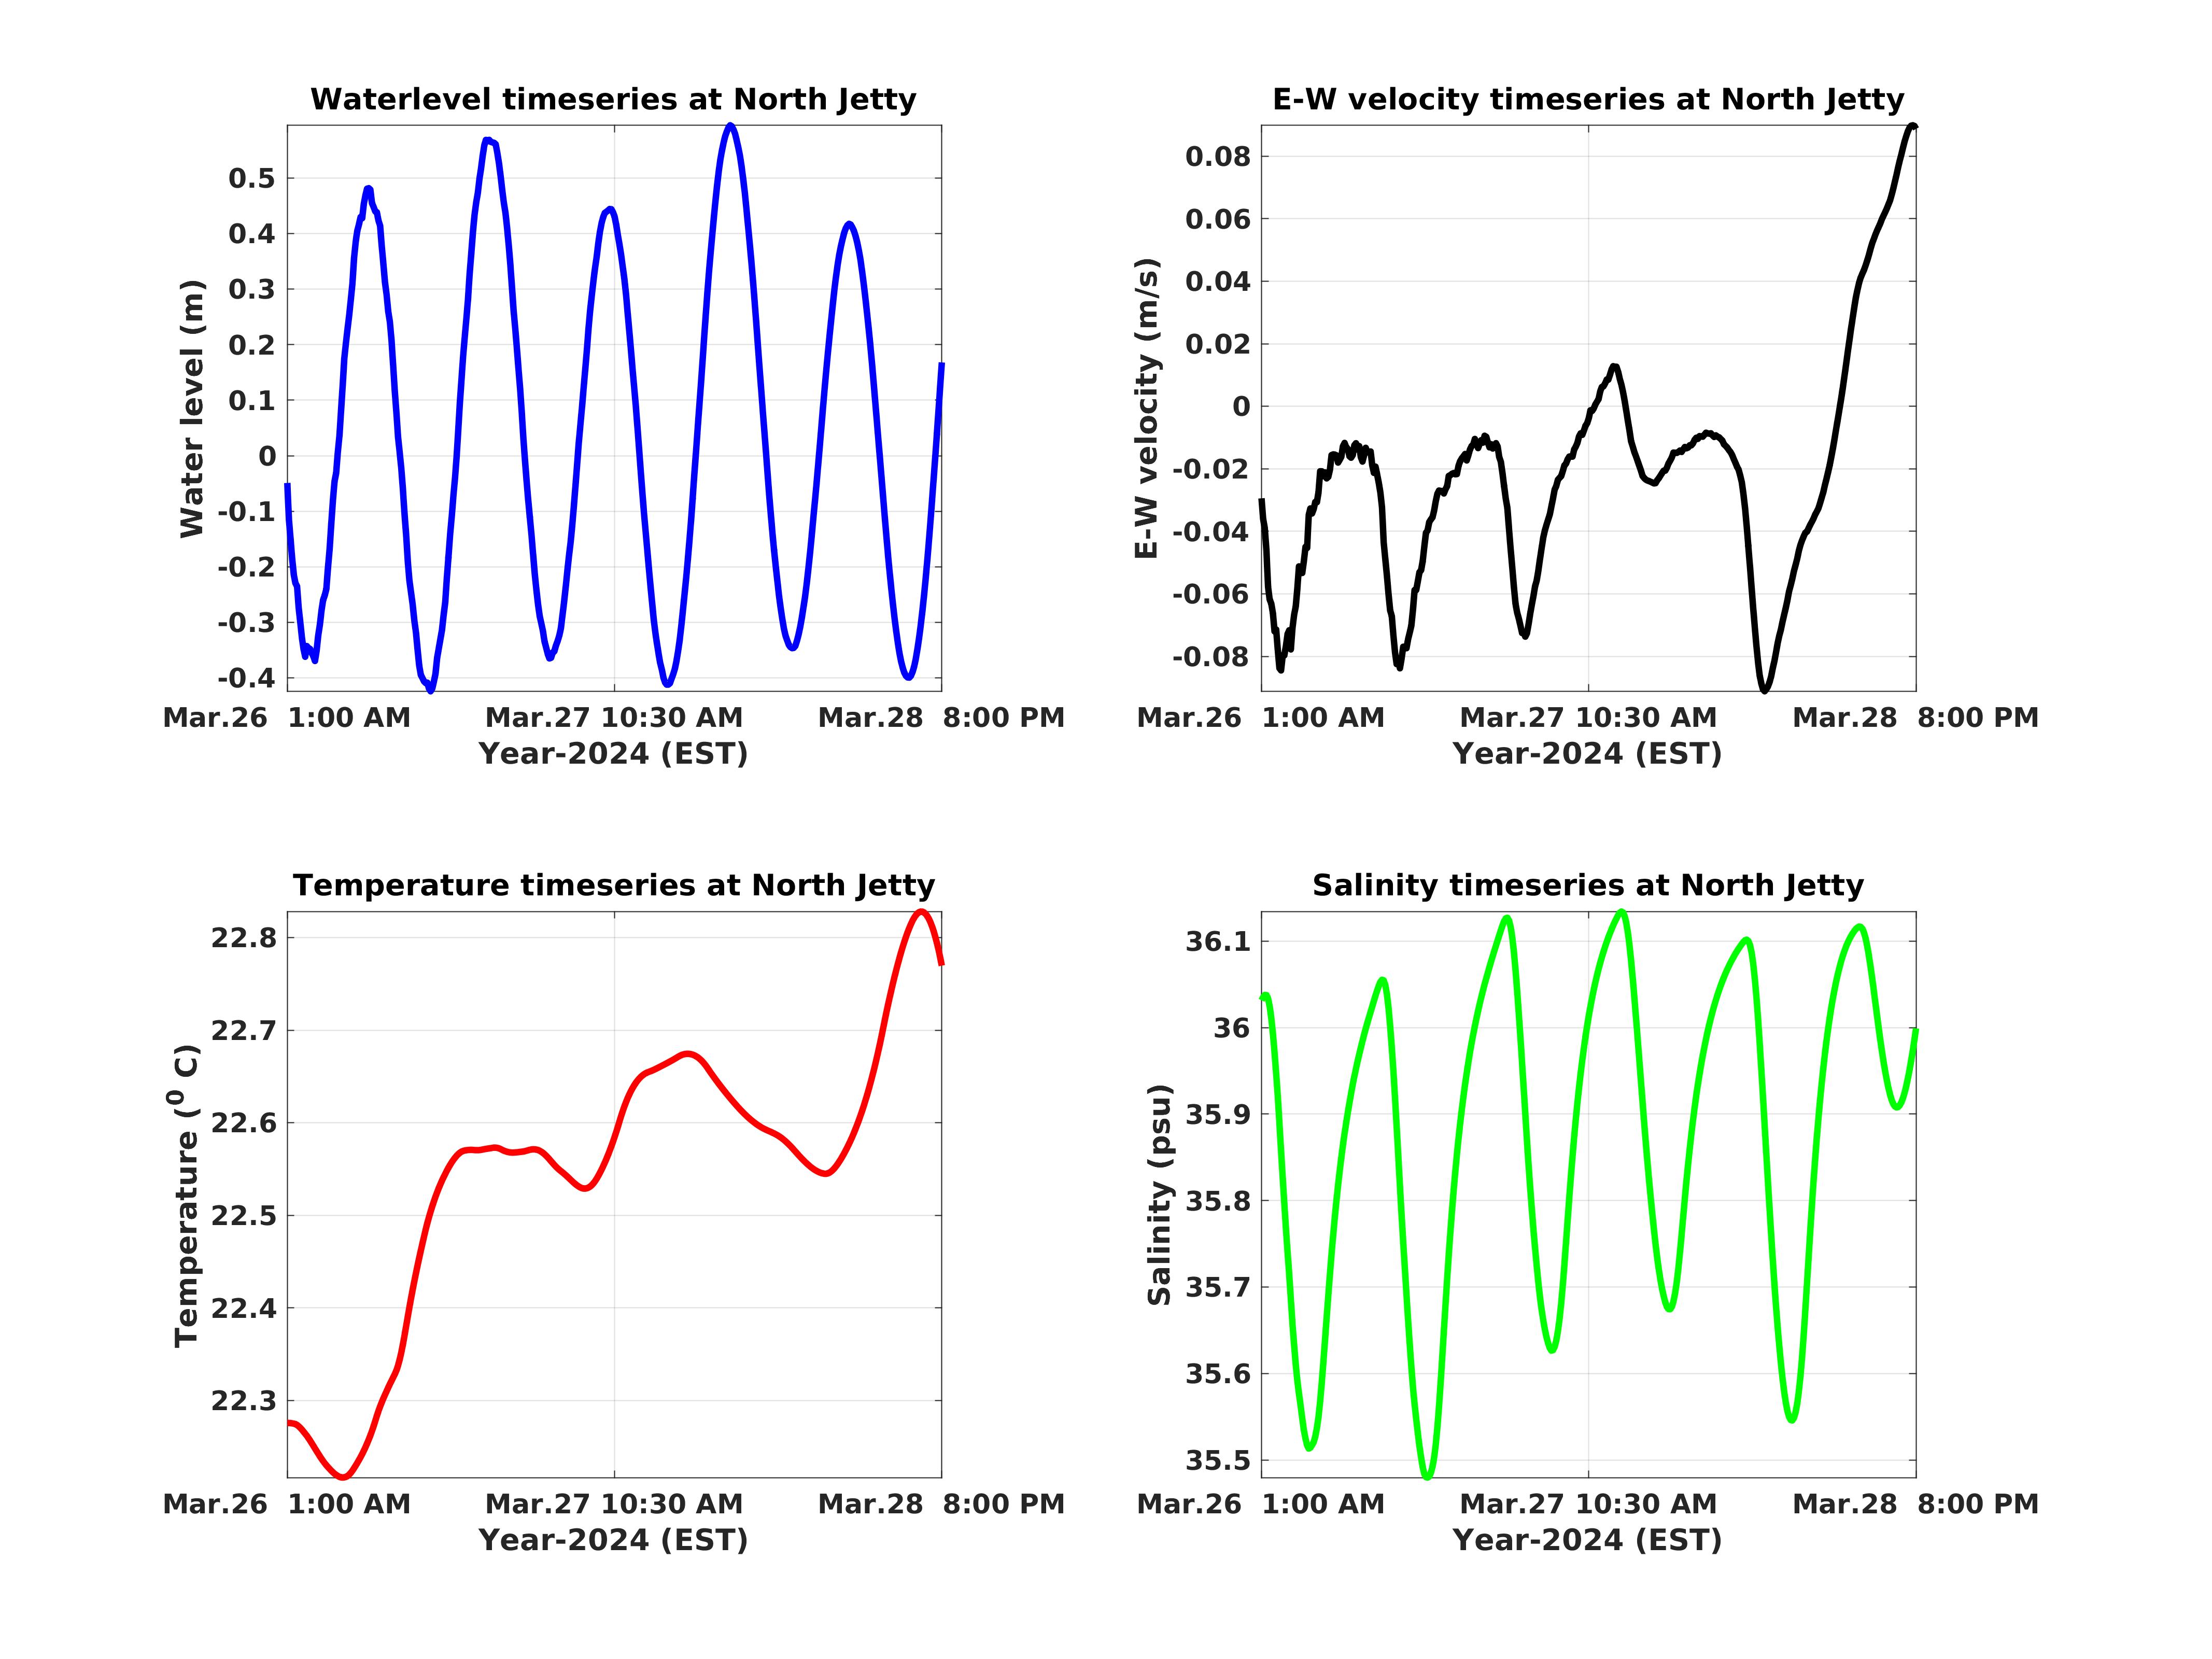 Waterlevel timeseries at North Jetty
Water level (m)
0.5
0.4
0.3
0.2
0.1
0
-0.1
-0.2
-0.3
-0.4
Mar.26 1:00 AM Mar.27 10:30 AM Mar.28 8:00 PM
Year-2024 (EST)
E-W velocity timeseries at North Jetty
E-W velocity (m/s)
0.08
0.06
0.04
0.02
0
-0.02
-0.04
-0.06
-0.08
Mar.26 1:00 AM Mar.27 10:30 AM Mar.28 8:00 PM
Year-2024 (EST)
Temperature timeseries at North Jetty
Temperature (⁰ C)
22.8
22.7
22.6
22.5
22.4
22.3
Mar.26 1:00 AM Mar.27 10:30 AM Mar.28 8:00 PM
Year-2024 (EST)
Salinity timeseries at North Jetty
Salinity (psu)
36.1
36
35.9
35.8
35.7
35.6
35.5
Mar.26 1:00 AM Mar.27 10:30 AM Mar.28 8:00 PM
Year-2024 (EST)